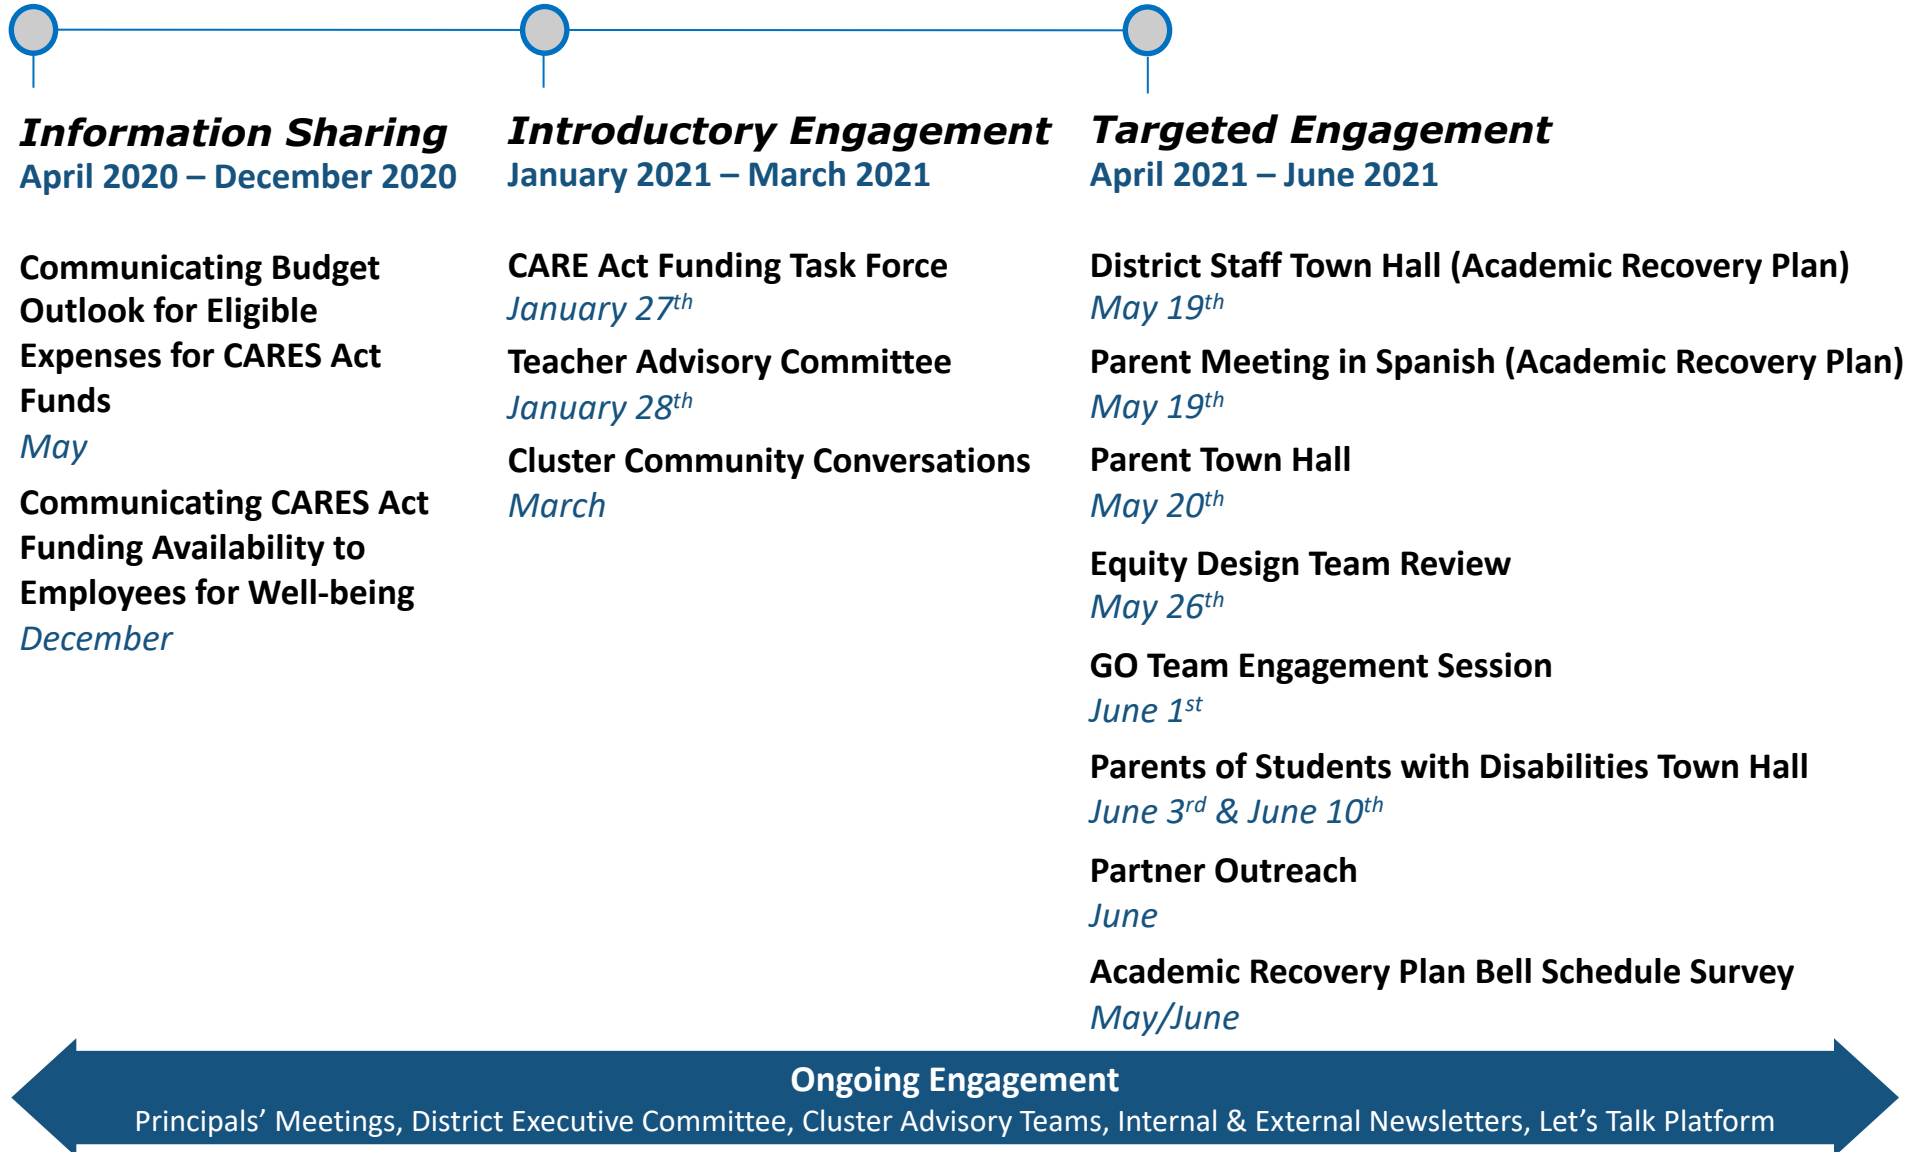 Information Sharing
April 2020 – December 2020
Communicating Budget
Outlook for Eligible
Expenses for CARES Act
Funds
May
Communicating CARES Act
Funding Availability to
Employees for Well-being
December
Introductory Engagement
January 2021 – March 2021
CARE Act Funding Task Force
January 27th
Teacher Advisory Committee
January 28th
Cluster Community Conversations
March
Targeted Engagement
April 2021 – June 2021
District Staff Town Hall (Academic Recovery Plan)
May 19th
Parent Meeting in Spanish (Academic Recovery Plan)
May 19th
Parent Town Hall
May 20th
Equity Design Team Review
May 26th
GO Team Engagement Session
June 1st
Parents of Students with Disabilities Town Hall
June 3rd & June 10th
Partner Outreach
June
Academic Recovery Plan Bell Schedule Survey
May/June
Ongoing Engagement
Principals’ Meetings, District Executive Committee, Cluster Advisory Teams, Internal & External Newsletters, Let’s Talk Platform